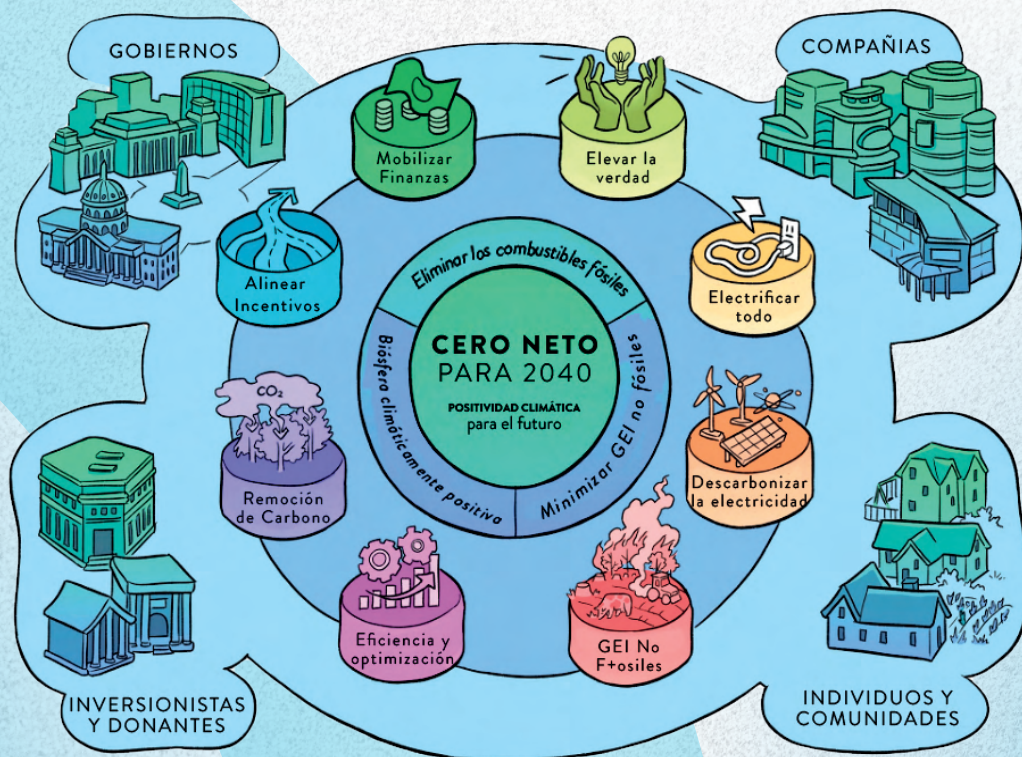 GOBIERNOS
COMPAÑIAS
Mobilizar
Finanzas
Elevar la
verdad
Alinear
Incentivos
Electrificar
todo
Eliminar los combustibles Fósiles
Biósfera climáticamente positiva
Minimizar GEI no fósiles
CERO NETO
PARA 2040
POSITIVIDAD CLIMÁTICA
para el futuro
CO₂
Remoción
de Carbono
Descarbonizar
la electricidad
Eficiencia y
optimización
GEI No
F+osiles
INVERSIONISTAS
Y DONANTES
INDIVIDUOS Y
COMUNIDADES